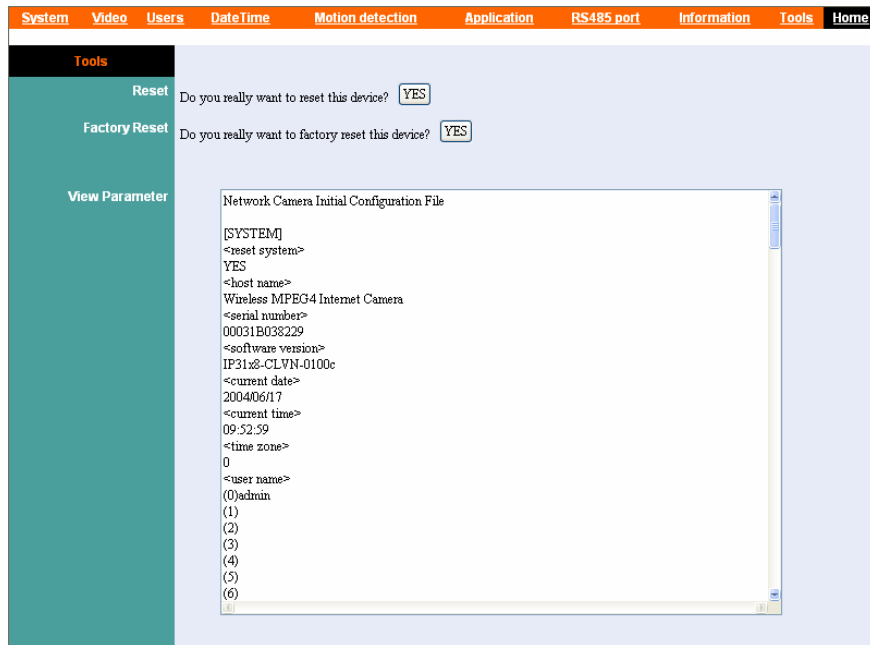 System Video Users DateTime Motion detection Application RS485 port Information Tools Home
Tools
Reset Do you really want to reset this device? YES
Factory Reset Do you really want to factory reset this device? YES
View Parameter
Network Camera Initial Configuration File
[SYSTEM]
<reset system>
YES
<host name>
Wireless MPEG4 Internet Camera
<serial number>
00031B038229
<software version>
IP31x8-CLVN-0100c
<current date>
2004/06/17
<current time>
09:52:59
<time zone>
0
<user name>
(0)admin
(1)
(2)
(3)
(4)
(5)
(6)